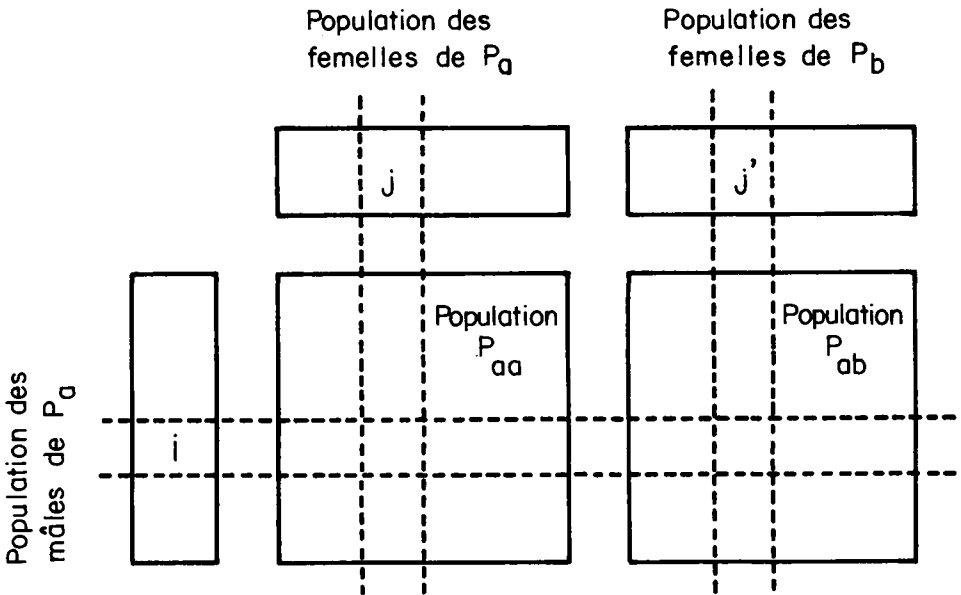 Population des
femelles de Pa
Population des
femelles de Pb
j
j'
Population
Paa
Population
Pab
Population des
mâles de Pa
i